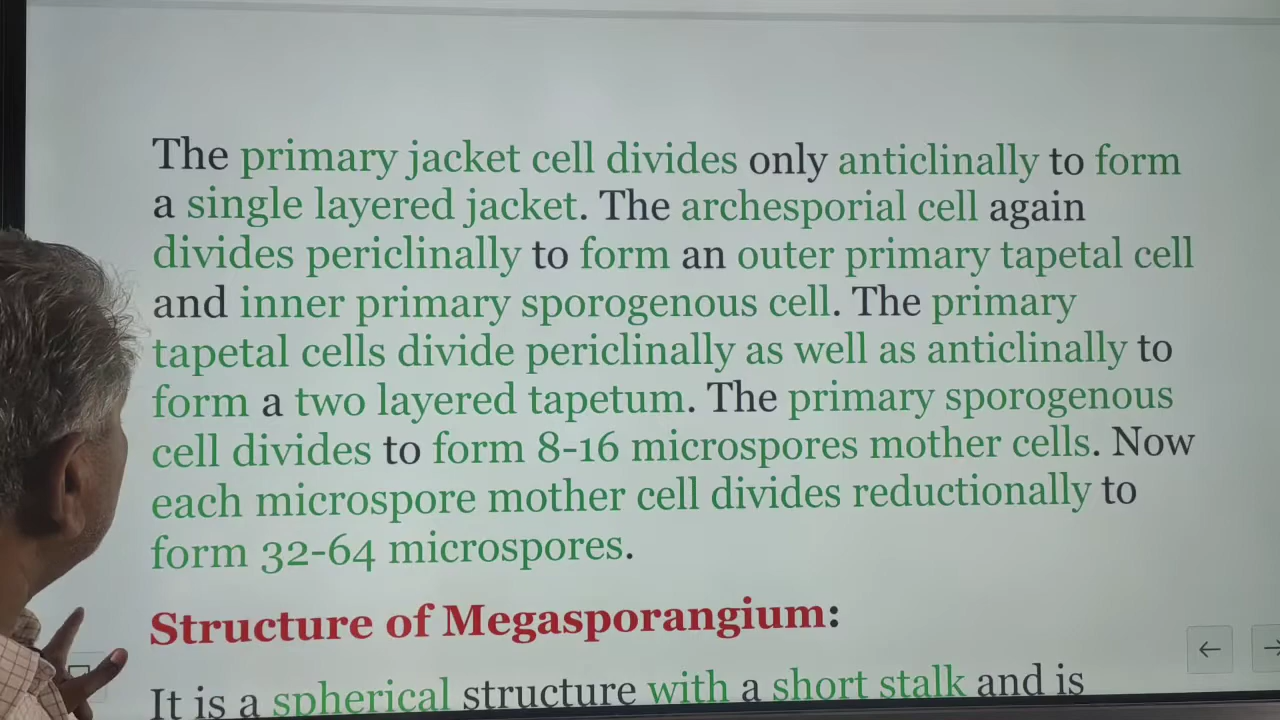 The primary jacket cell divides only anticlinally to form
a single layered jacket. The archesporial cell again
divides periclinally to form an outer primary tapetal cell
and inner primary sporogenous cell. The primary
tapetal cells divide periclinally as well as anticlinally to
form a two layered tapetum. The primary sporogenous
cell divides to form 8-16 microspores mother cells. Now
each microspore mother cell divides reductionally to
form 32-64 microspores.
Structure of Megasporangium:
It is a spherical structure with a short stalk and is